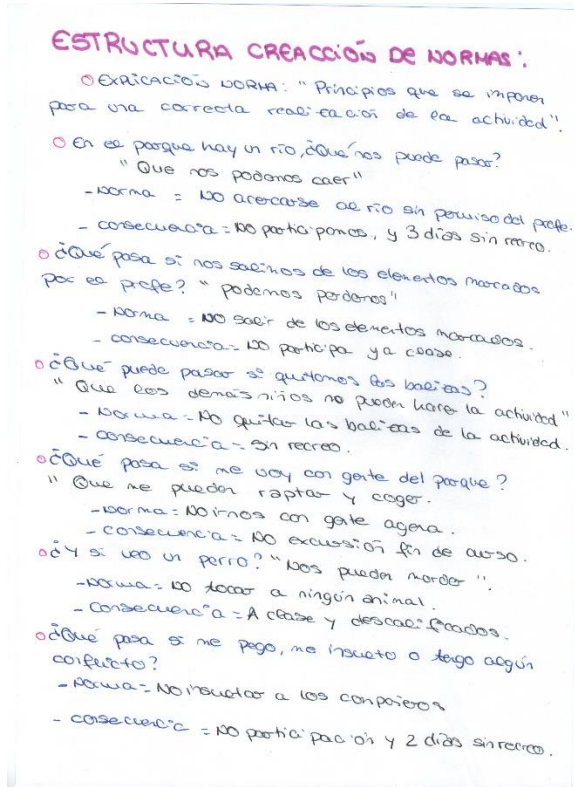 ESTRUCTURA CREACCIÓN DE NORMAS:
EXPLICACIÓN NORMA: "Principios que se imponen
para una correcta realización de la actividad".
En el parque hay un río, ¿Qué nos puede pasar?
"Que nos podemos caer"
- Norma = NO acercarse al río sin permiso del profe.
- consecuencia = NO participamos, y 3 días sin recreo.
¿Qué pasa si nos salimos de los elementos marcados
por el profe? "podemos perdernos"
- Norma = NO salir de los elementos marcados.
- consecuencia = NO participa y a clase.
¿Qué puede pasar si quitamos las balizas?
"Que los demás niños no pueden hacer la actividad"
- Norma = No quitar las balizas de la actividad.
- consecuencia = sin recreo.
¿Qué pasa si me voy con gente del parque?
"Que me pueden raptar y coger.
- Norma = NO irnos con gente agena.
- consecuencia = NO excursión fin de curso.
¿Y si veo un perro? "Nos pueden morder".
- Norma = NO tocar a ningún animal.
- consecuencia = A clase y descalificados.
¿Qué pasa si me pego, me insulto o tengo algún
conflicto?
- Norma = No insultar a los compañeros
- consecuencia = NO participación y 2 días sin recreo.